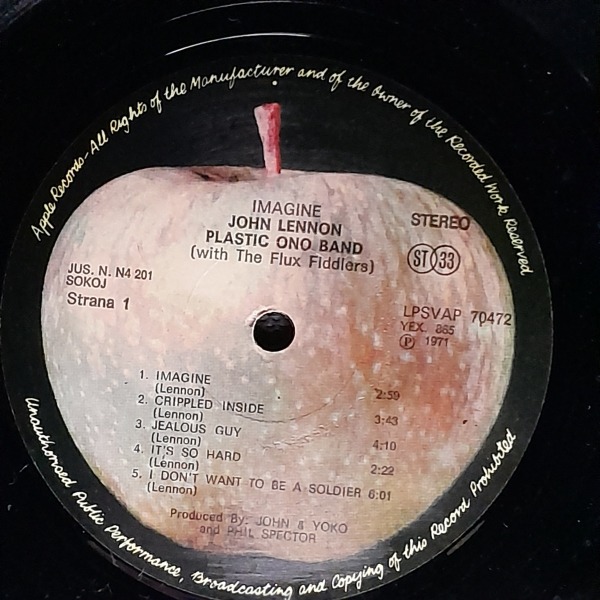 Apple Records-All Rights of the Manufacturer and of the Owner of the Recorded Work Reserved
IMAGINE
JOHN LENNON
PLASTIC ONO BAND
(with The Flux Fiddlers)
STEREO
ST 33
JUS. N. N4 201
SOKOJ
Strana 1
LPSVAP 70472
YEX. 865
℗ 1971
1. IMAGINE 2:59
(Lennon)
2. CRIPPLED INSIDE 3:43
(Lennon)
3. JEALOUS GUY 4:10
(Lennon)
4. IT'S SO HARD 2:22
(Lennon)
5. I DON'T WANT TO BE A SOLDIER 6:01
(Lennon)
Produced By: JOHN & YOKO
and PHIL SPECTOR
Unauthorised Public Performance, Broadcasting and Copying of this Record Prohibited